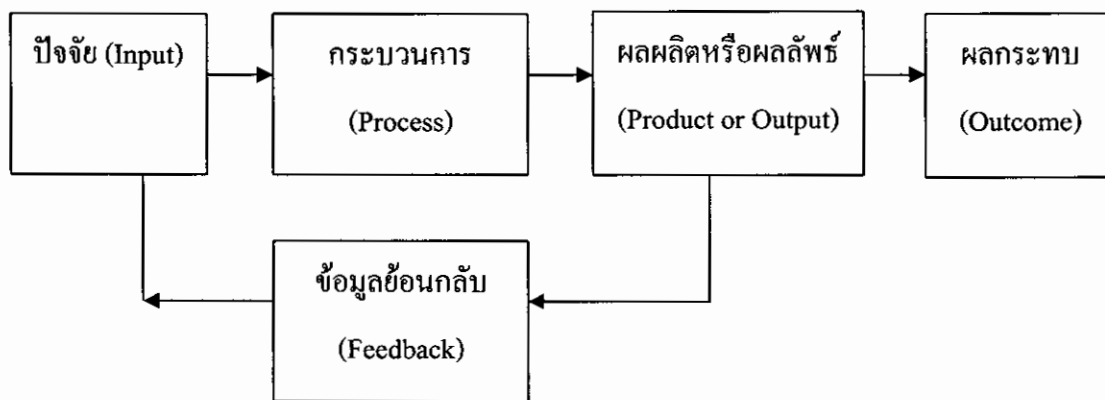 ปัจจัย (Input)
กระบวนการ
(Process)
ผลผลิตหรือผลลัพธ์
(Product or Output)
ผลกระทบ
(Outcome)
ข้อมูลย้อนกลับ
(Feedback)